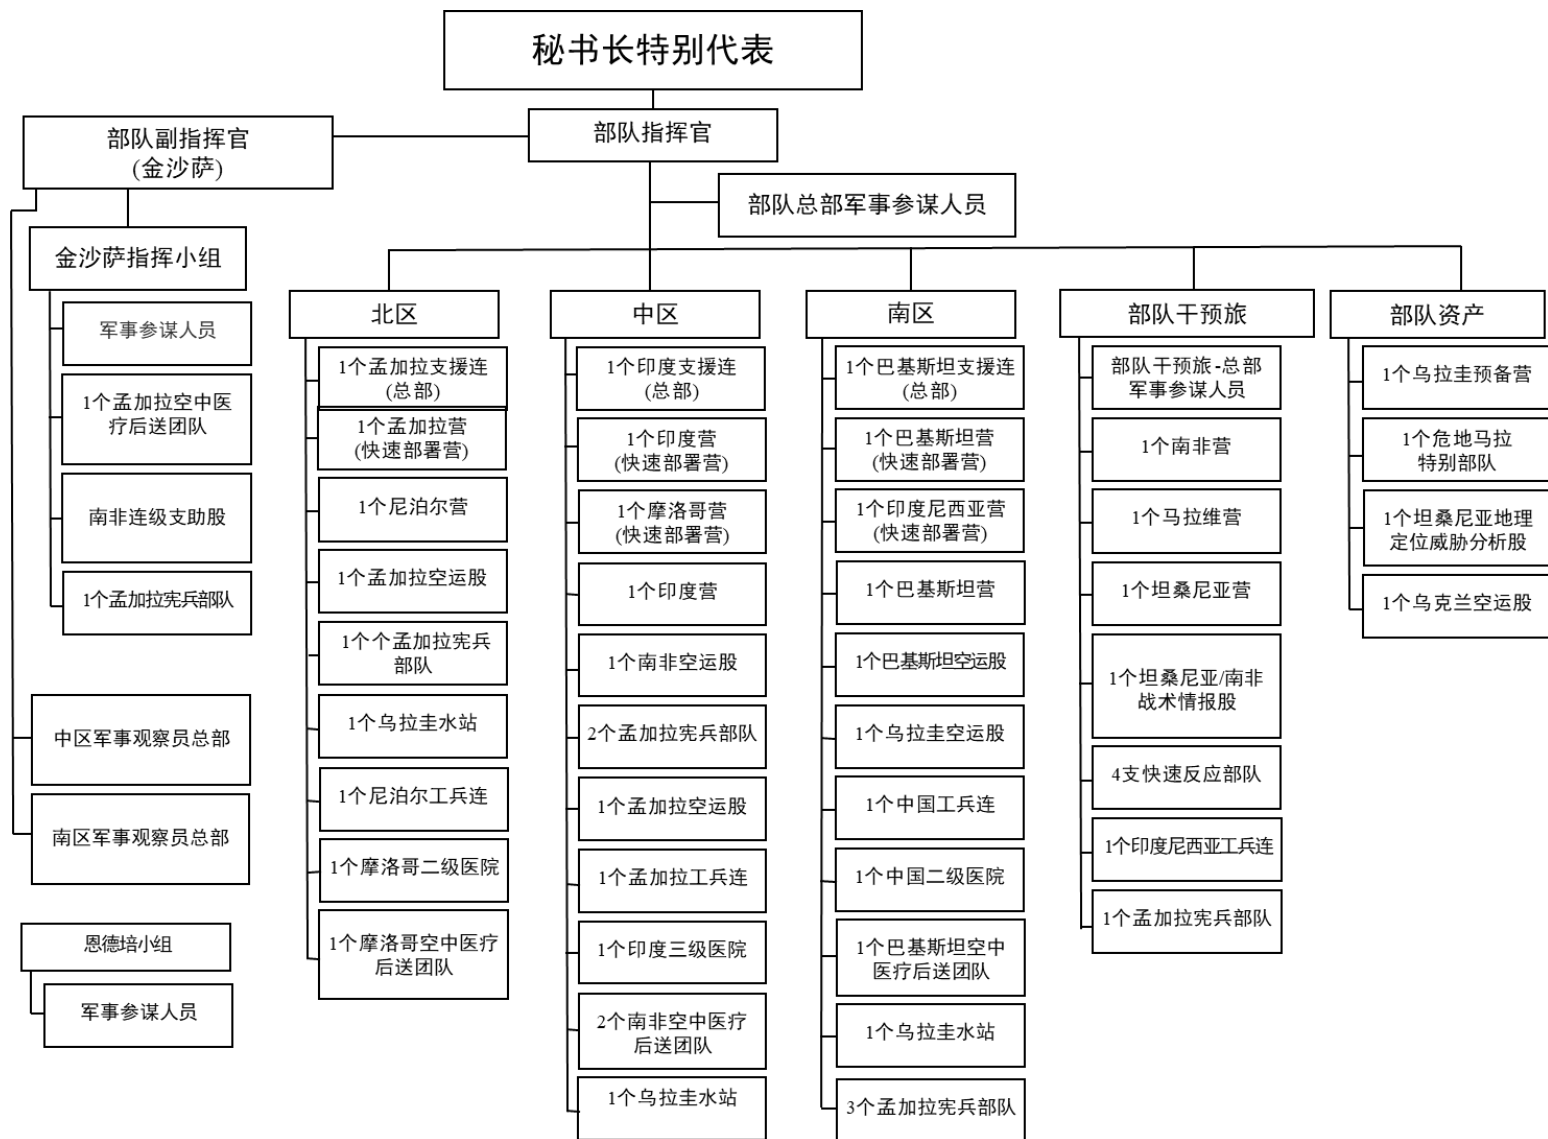 秘书长特别代表
部队指挥官
部队副指挥官
(金沙萨)
部队总部军事参谋人员
金沙萨指挥小组
军事参谋人员
1个孟加拉空中医
疗后送团队
南非连级支助股
1个孟加拉宪兵部队
中区军事观察员总部
南区军事观察员总部
恩德培小组
军事参谋人员
北区
1个孟加拉支援连
(总部)
1个孟加拉营
(快速部署营)
1个尼泊尔营
1个孟加拉空运股
1个个孟加拉宪兵
部队
1个乌拉圭水站
1个尼泊尔工兵连
1个摩洛哥二级医院
1个摩洛哥空中医疗
后送团队
中区
1个印度支援连
(总部)
1个印度营
(快速部署营)
1个摩洛哥营
(快速部署营)
1个印度营
1个南非空运股
2个孟加拉宪兵部队
1个孟加拉空运股
1个孟加拉工兵连
1个印度三级医院
2个南非空中医疗
后送团队
1个乌拉圭水站
南区
1个巴基斯坦支援连
(总部)
1个巴基斯坦营
(快速部署营)
1个印度尼西亚营
(快速部署营)
1个巴基斯坦营
1个巴基斯坦空运股
1个乌拉圭空运股
1个中国工兵连
1个中国二级医院
1个巴基斯坦空中
医疗后送团队
1个乌拉圭水站
3个孟加拉宪兵部队
部队干预旅
部队干预旅-总部
军事参谋人员
1个南非营
1个马拉维营
1个坦桑尼亚营
1个坦桑尼亚/南非
战术情报股
4支快速反应部队
1个印度尼西亚工兵连
1个孟加拉宪兵部队
部队资产
1个乌拉圭预备营
1个危地马拉
特别部队
1个坦桑尼亚地理
定位威胁分析股
1个乌克兰空运股